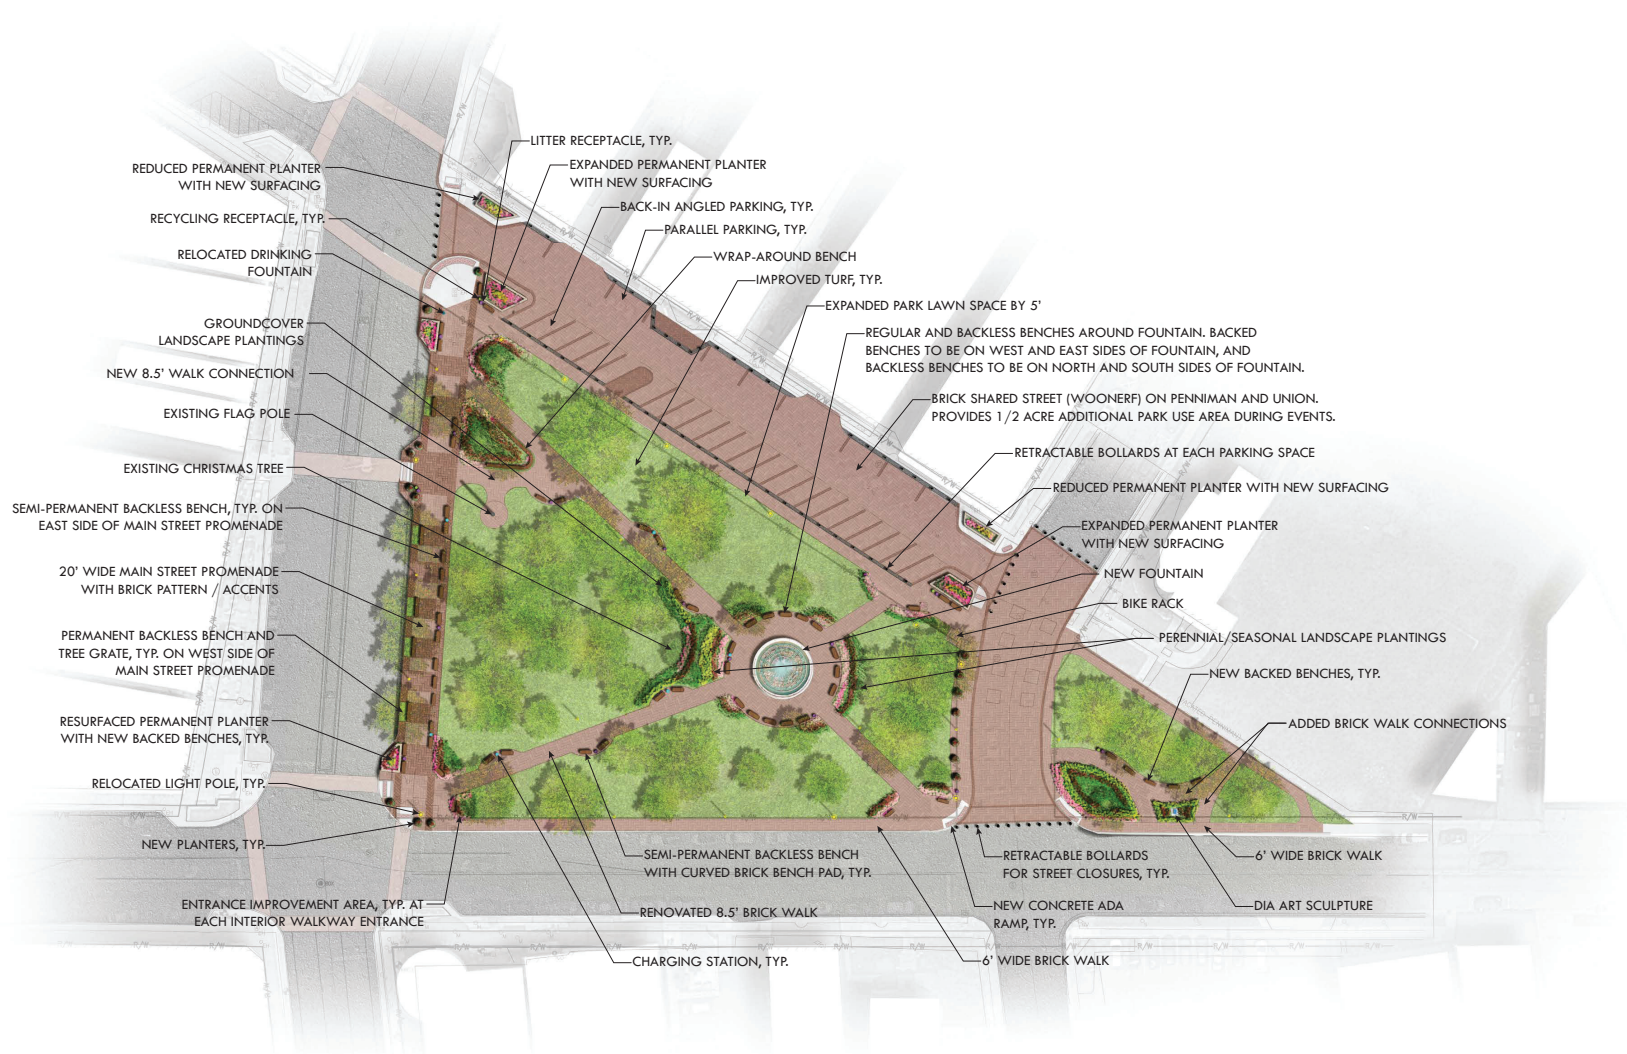 LITTER RECEPTACLE, TYP.
REDUCED PERMANENT PLANTER
WITH NEW SURFACING
EXPANDED PERMANENT PLANTER
WITH NEW SURFACING
BACK-IN ANGLED PARKING, TYP.
RECYCLING RECEPTACLE, TYP.
PARALLEL PARKING, TYP.
RELOCATED DRINKING
FOUNTAIN
WRAP-AROUND BENCH
IMPROVED TURF, TYP.
EXPANDED PARK LAWN SPACE BY 5'
GROUNDCOVER
LANDSCAPE PLANTINGS
REGULAR AND BACKLESS BENCHES AROUND FOUNTAIN. BACKED
BENCHES TO BE ON WEST AND EAST SIDES OF FOUNTAIN, AND
BACKLESS BENCHES TO BE ON NORTH AND SOUTH SIDES OF FOUNTAIN.
NEW 8.5' WALK CONNECTION
BRICK SHARED STREET (WOONERF) ON PENNIMAN AND UNION.
PROVIDES 1/2 ACRE ADDITIONAL PARK USE AREA DURING EVENTS.
EXISTING FLAG POLE
RETRACTABLE BOLLARDS AT EACH PARKING SPACE
EXISTING CHRISTMAS TREE
REDUCED PERMANENT PLANTER WITH NEW SURFACING
SEMI-PERMANENT BACKLESS BENCH, TYP. ON
EAST SIDE OF MAIN STREET PROMENADE
EXPANDED PERMANENT PLANTER
WITH NEW SURFACING
20' WIDE MAIN STREET PROMENADE
WITH BRICK PATTERN / ACCENTS
NEW FOUNTAIN
BIKE RACK
PERMANENT BACKLESS BENCH AND
TREE GRATE, TYP. ON WEST SIDE OF
MAIN STREET PROMENADE
PERENNIAL/SEASONAL LANDSCAPE PLANTINGS
NEW BACKED BENCHES, TYP.
RESURFACED PERMANENT PLANTER
WITH NEW BACKED BENCHES, TYP.
ADDED BRICK WALK CONNECTIONS
RELOCATED LIGHT POLE, TYP.
NEW PLANTERS, TYP.
SEMI-PERMANENT BACKLESS BENCH
WITH CURVED BRICK BENCH PAD, TYP.
RETRACTABLE BOLLARDS
FOR STREET CLOSURES, TYP.
6' WIDE BRICK WALK
ENTRANCE IMPROVEMENT AREA, TYP. AT
EACH INTERIOR WALKWAY ENTRANCE
RENOVATED 8.5' BRICK WALK
NEW CONCRETE ADA
RAMP, TYP.
DIA ART SCULPTURE
CHARGING STATION, TYP.
6' WIDE BRICK WALK
R/W
R/W
R/W
R/W
R/W
R/W
R/W